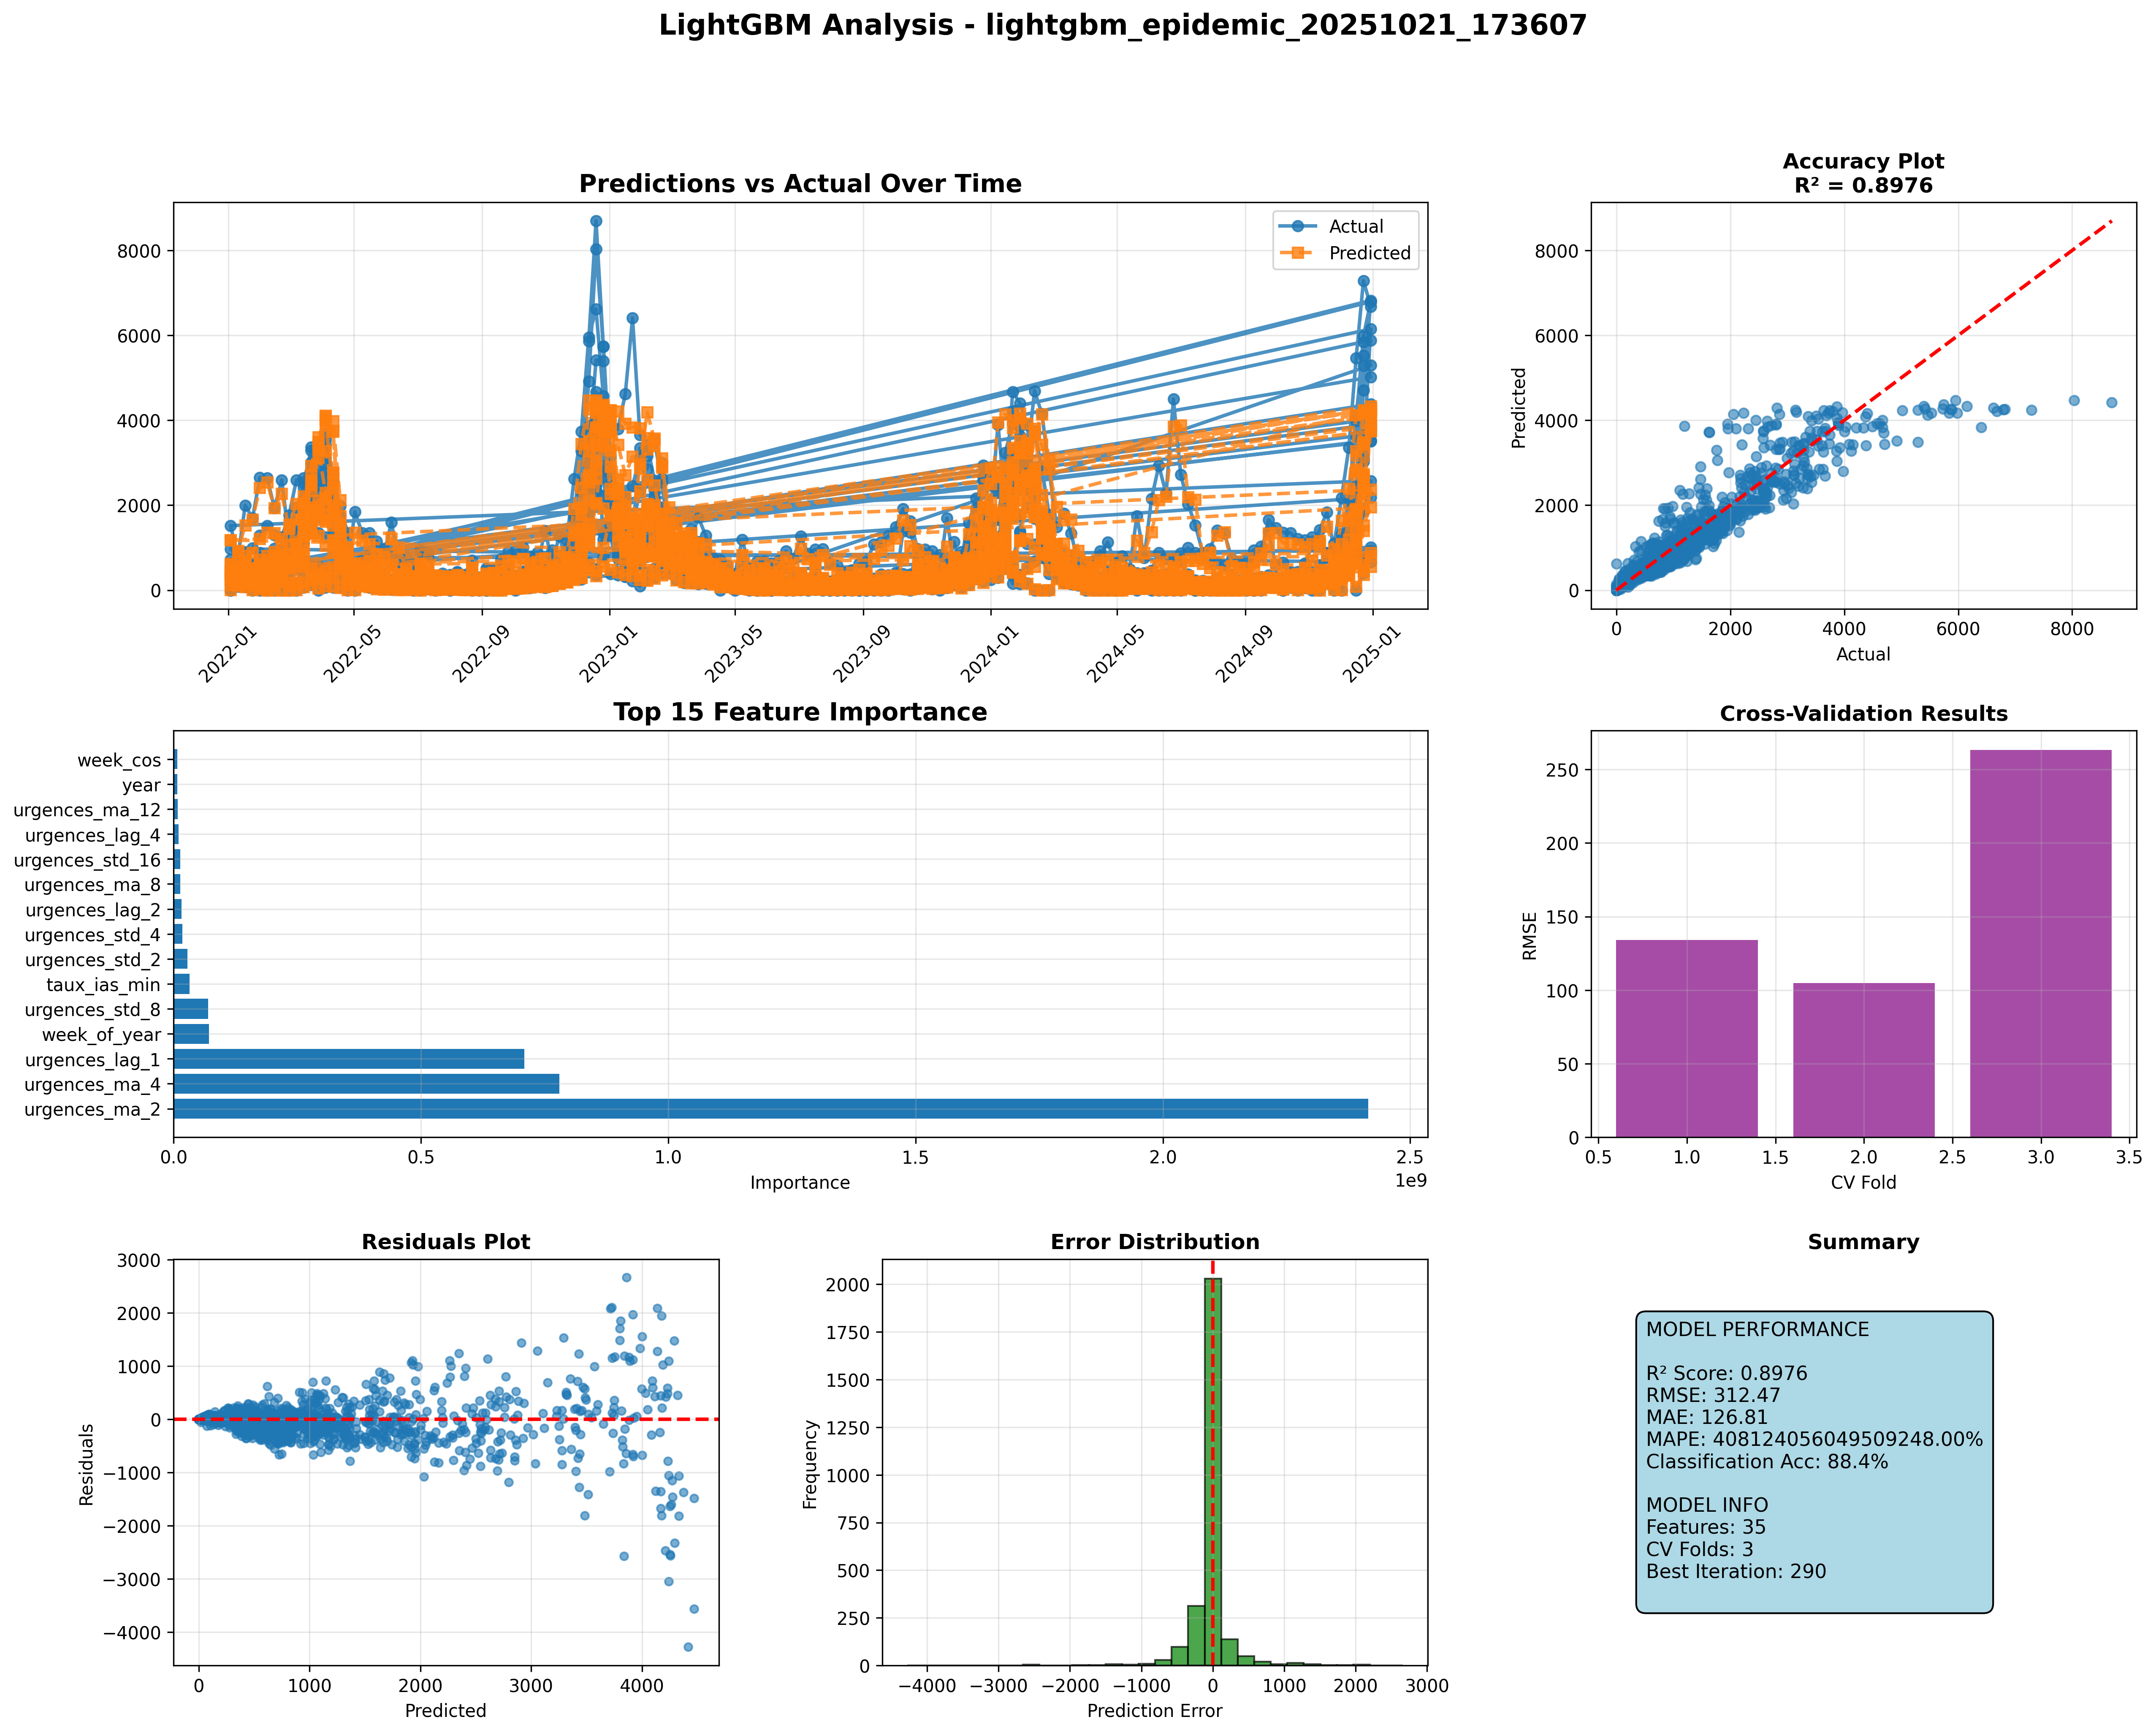 LightGBM Analysis - lightgbm_epidemic_20251021_173607
Predictions vs Actual Over Time
Actual
Predicted
8000
6000
4000
2000
0
2022-01
2022-05
2022-09
2023-01
2023-05
2023-09
2024-01
2024-05
2024-09
2025-01
Accuracy Plot
R² = 0.8976
Predicted
8000
6000
4000
2000
0
0
2000
4000
6000
8000
Actual
Top 15 Feature Importance
week_cos
year
urgences_ma_12
urgences_lag_4
urgences_std_16
urgences_ma_8
urgences_lag_2
urgences_std_4
urgences_std_2
taux_ias_min
urgences_std_8
week_of_year
urgences_lag_1
urgences_ma_4
urgences_ma_2
0.0
0.5
1.0
1.5
2.0
2.5
1e9
Importance
Cross-Validation Results
RMSE
250
200
150
100
50
0
0.5
1.0
1.5
2.0
2.5
3.0
3.5
CV Fold
Residuals Plot
Residuals
3000
2000
1000
0
−1000
−2000
−3000
−4000
0
1000
2000
3000
4000
Predicted
Error Distribution
Frequency
2000
1750
1500
1250
1000
750
500
250
0
−4000
−3000
−2000
−1000
0
1000
2000
3000
Prediction Error
Summary
MODEL PERFORMANCE
R² Score: 0.8976
RMSE: 312.47
MAE: 126.81
MAPE: 408124056049509248.00%
Classification Acc: 88.4%
MODEL INFO
Features: 35
CV Folds: 3
Best Iteration: 290